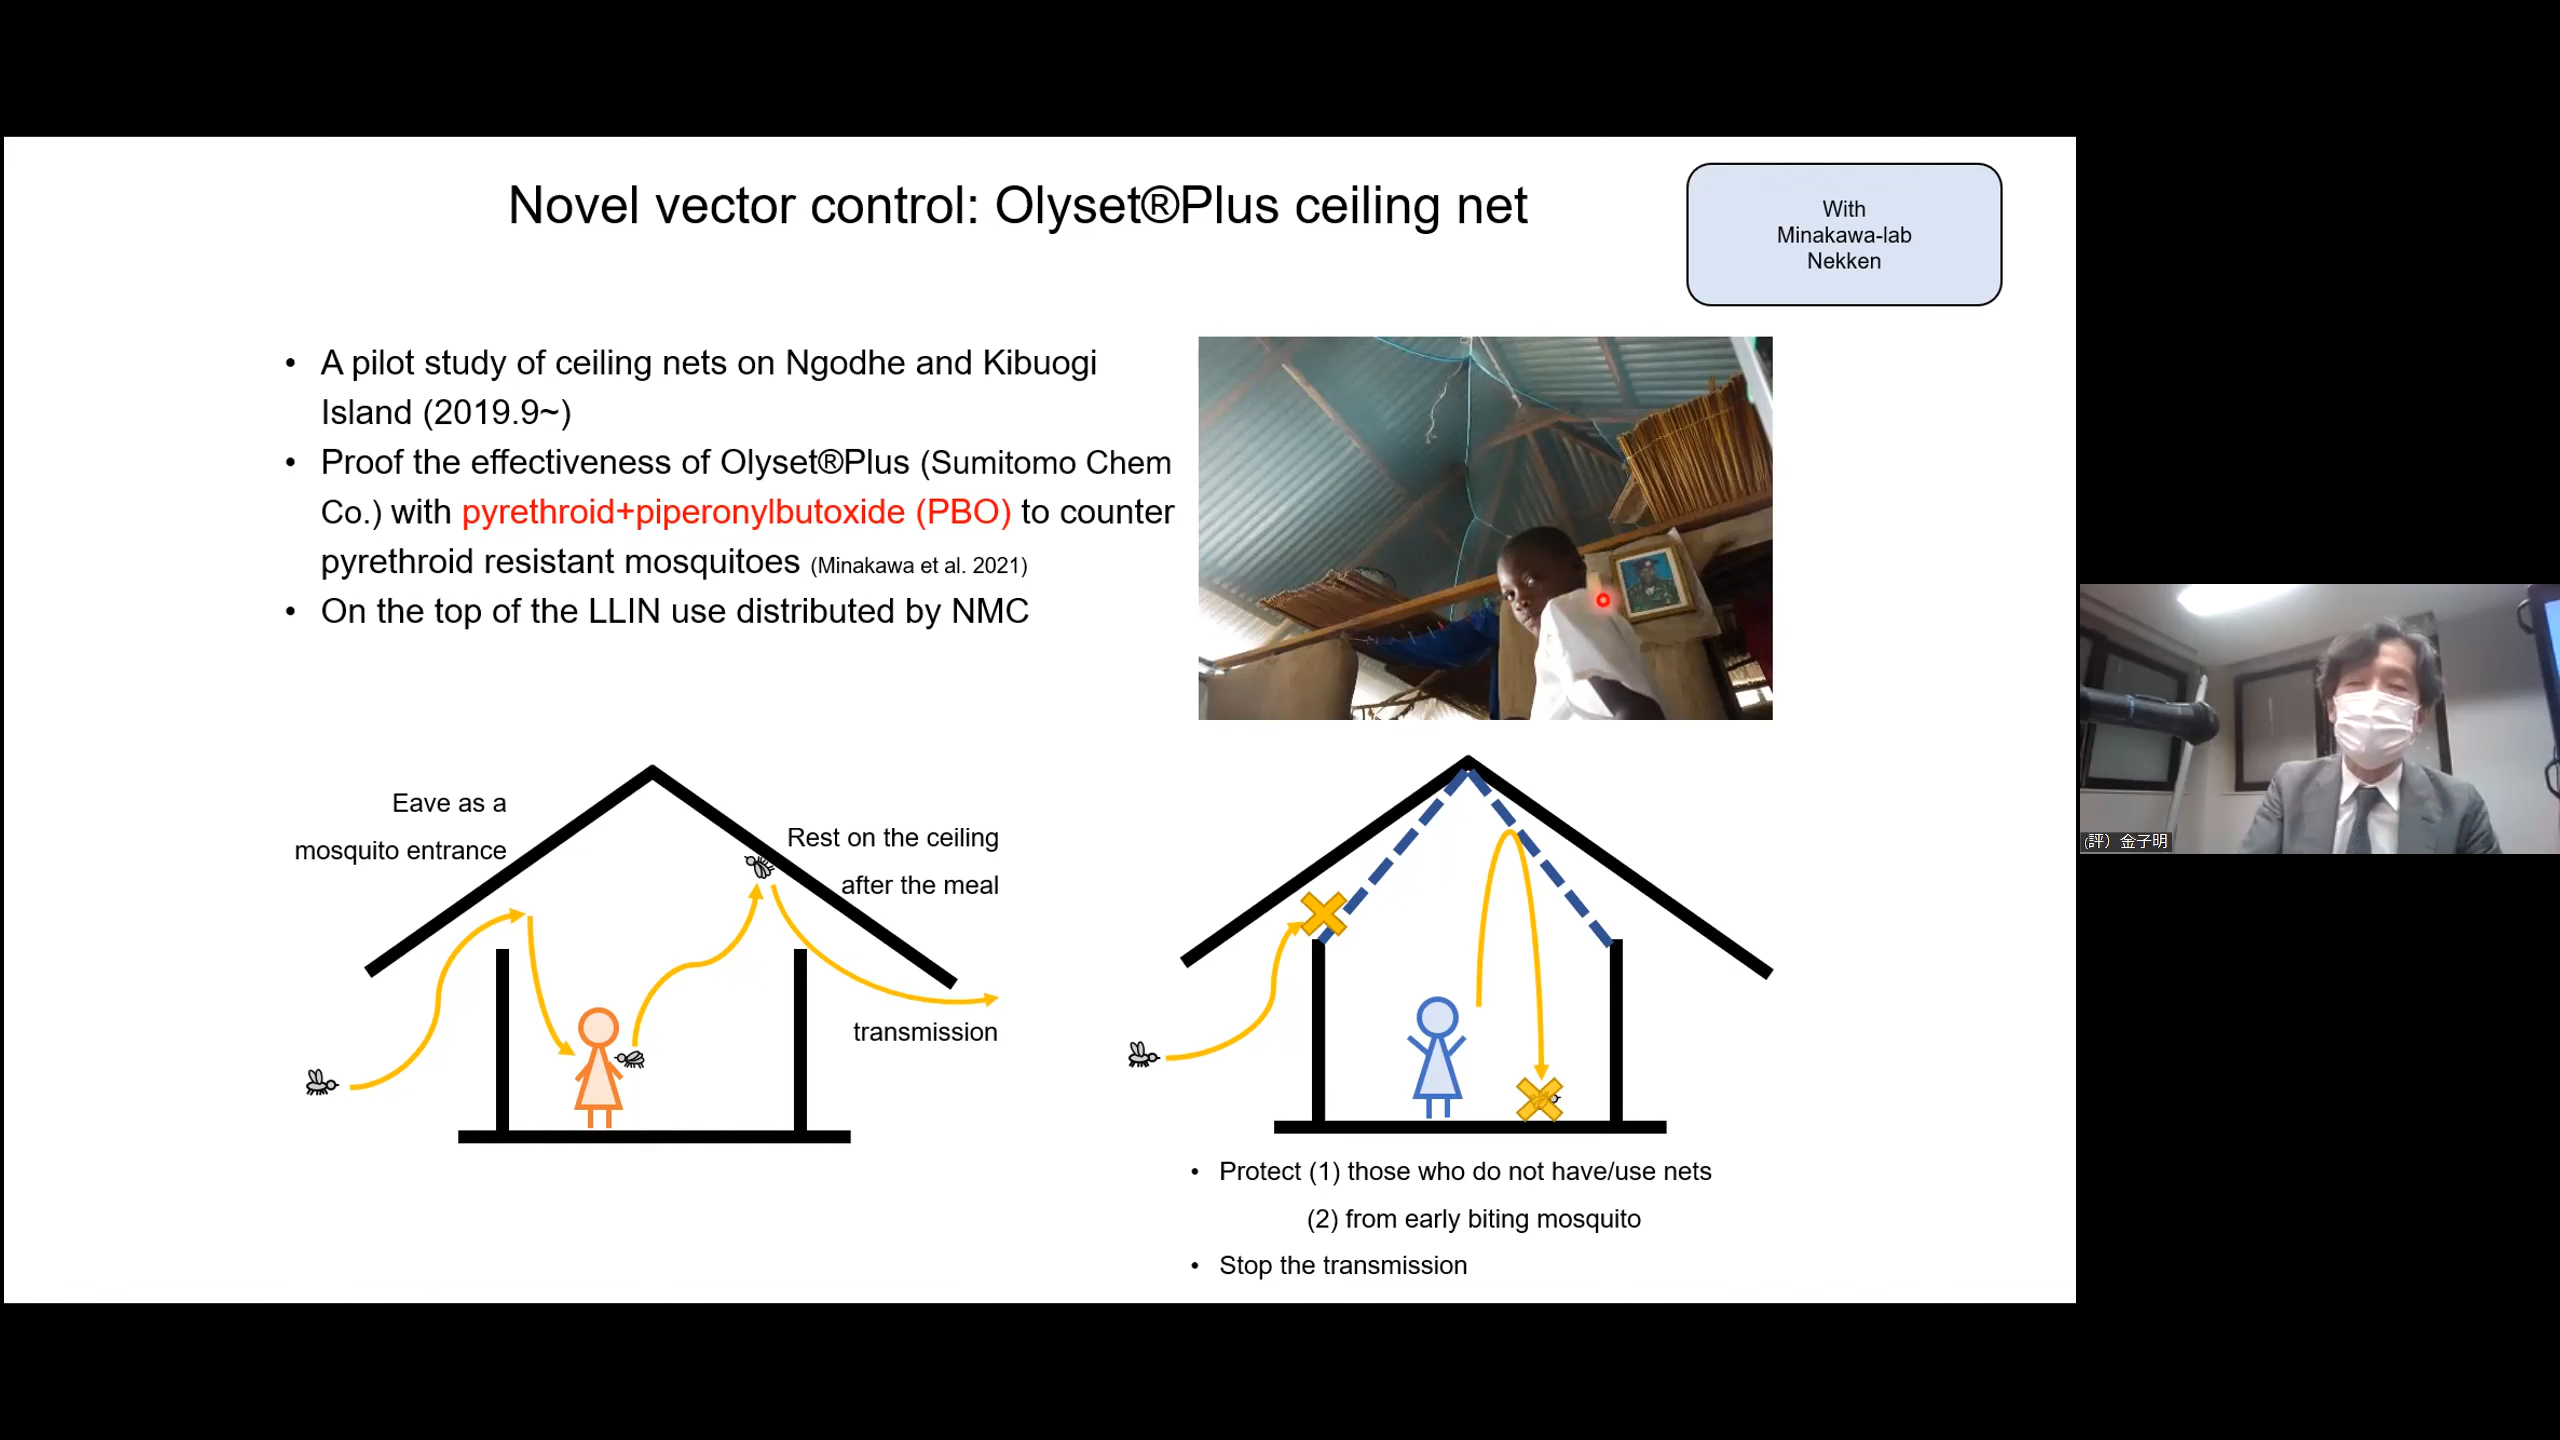 Novel vector control: Olyset®Plus ceiling net
With
Minakawa-lab
Nekken
• A pilot study of ceiling nets on Ngodhe and Kibuogi
Island (2019.9~)
• Proof the effectiveness of Olyset®Plus (Sumitomo Chem
Co.) with pyrethroid+piperonylbutoxide (PBO) to counter
pyrethroid resistant mosquitoes (Minakawa et al. 2021)
• On the top of the LLIN use distributed by NMC
Eave as a
mosquito entrance
Rest on the ceiling
after the meal
transmission
• Protect (1) those who do not have/use nets
(2) from early biting mosquito
• Stop the transmission
(評）金子明